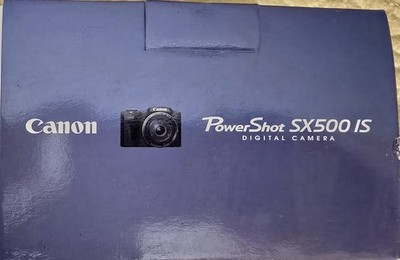 Canon
PowerShot SX500 IS
DIGITAL CAMERA